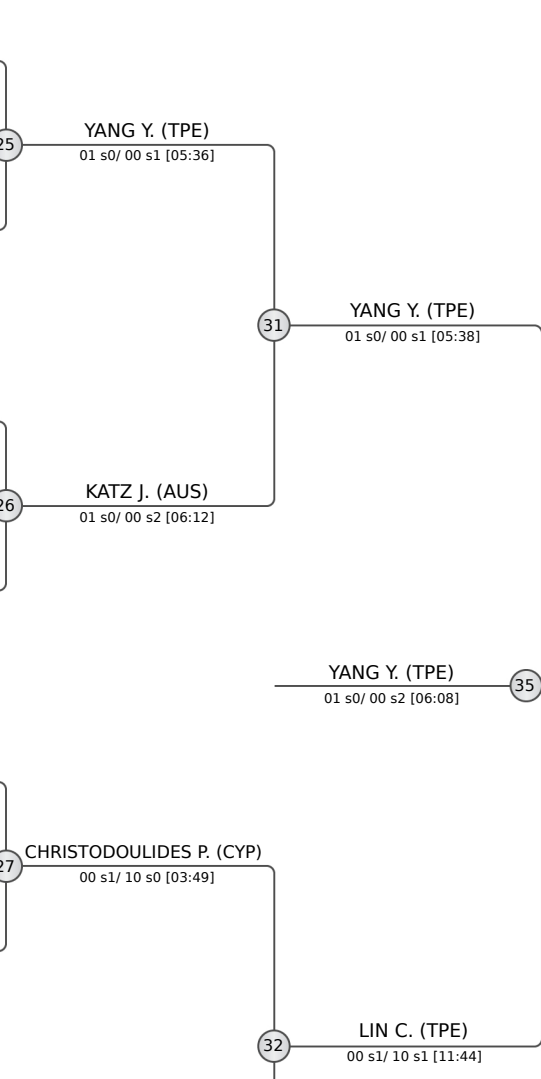 25
YANG Y. (TPE)
01 s0/ 00 s1 [05:36]
31
YANG Y. (TPE)
01 s0/ 00 s1 [05:38]
26
KATZ J. (AUS)
01 s0/ 00 s2 [06:12]
YANG Y. (TPE)
01 s0/ 00 s2 [06:08]
35
27
CHRISTODOULIDES P. (CYP)
00 s1/ 10 s0 [03:49]
32
LIN C. (TPE)
00 s1/ 10 s1 [11:44]